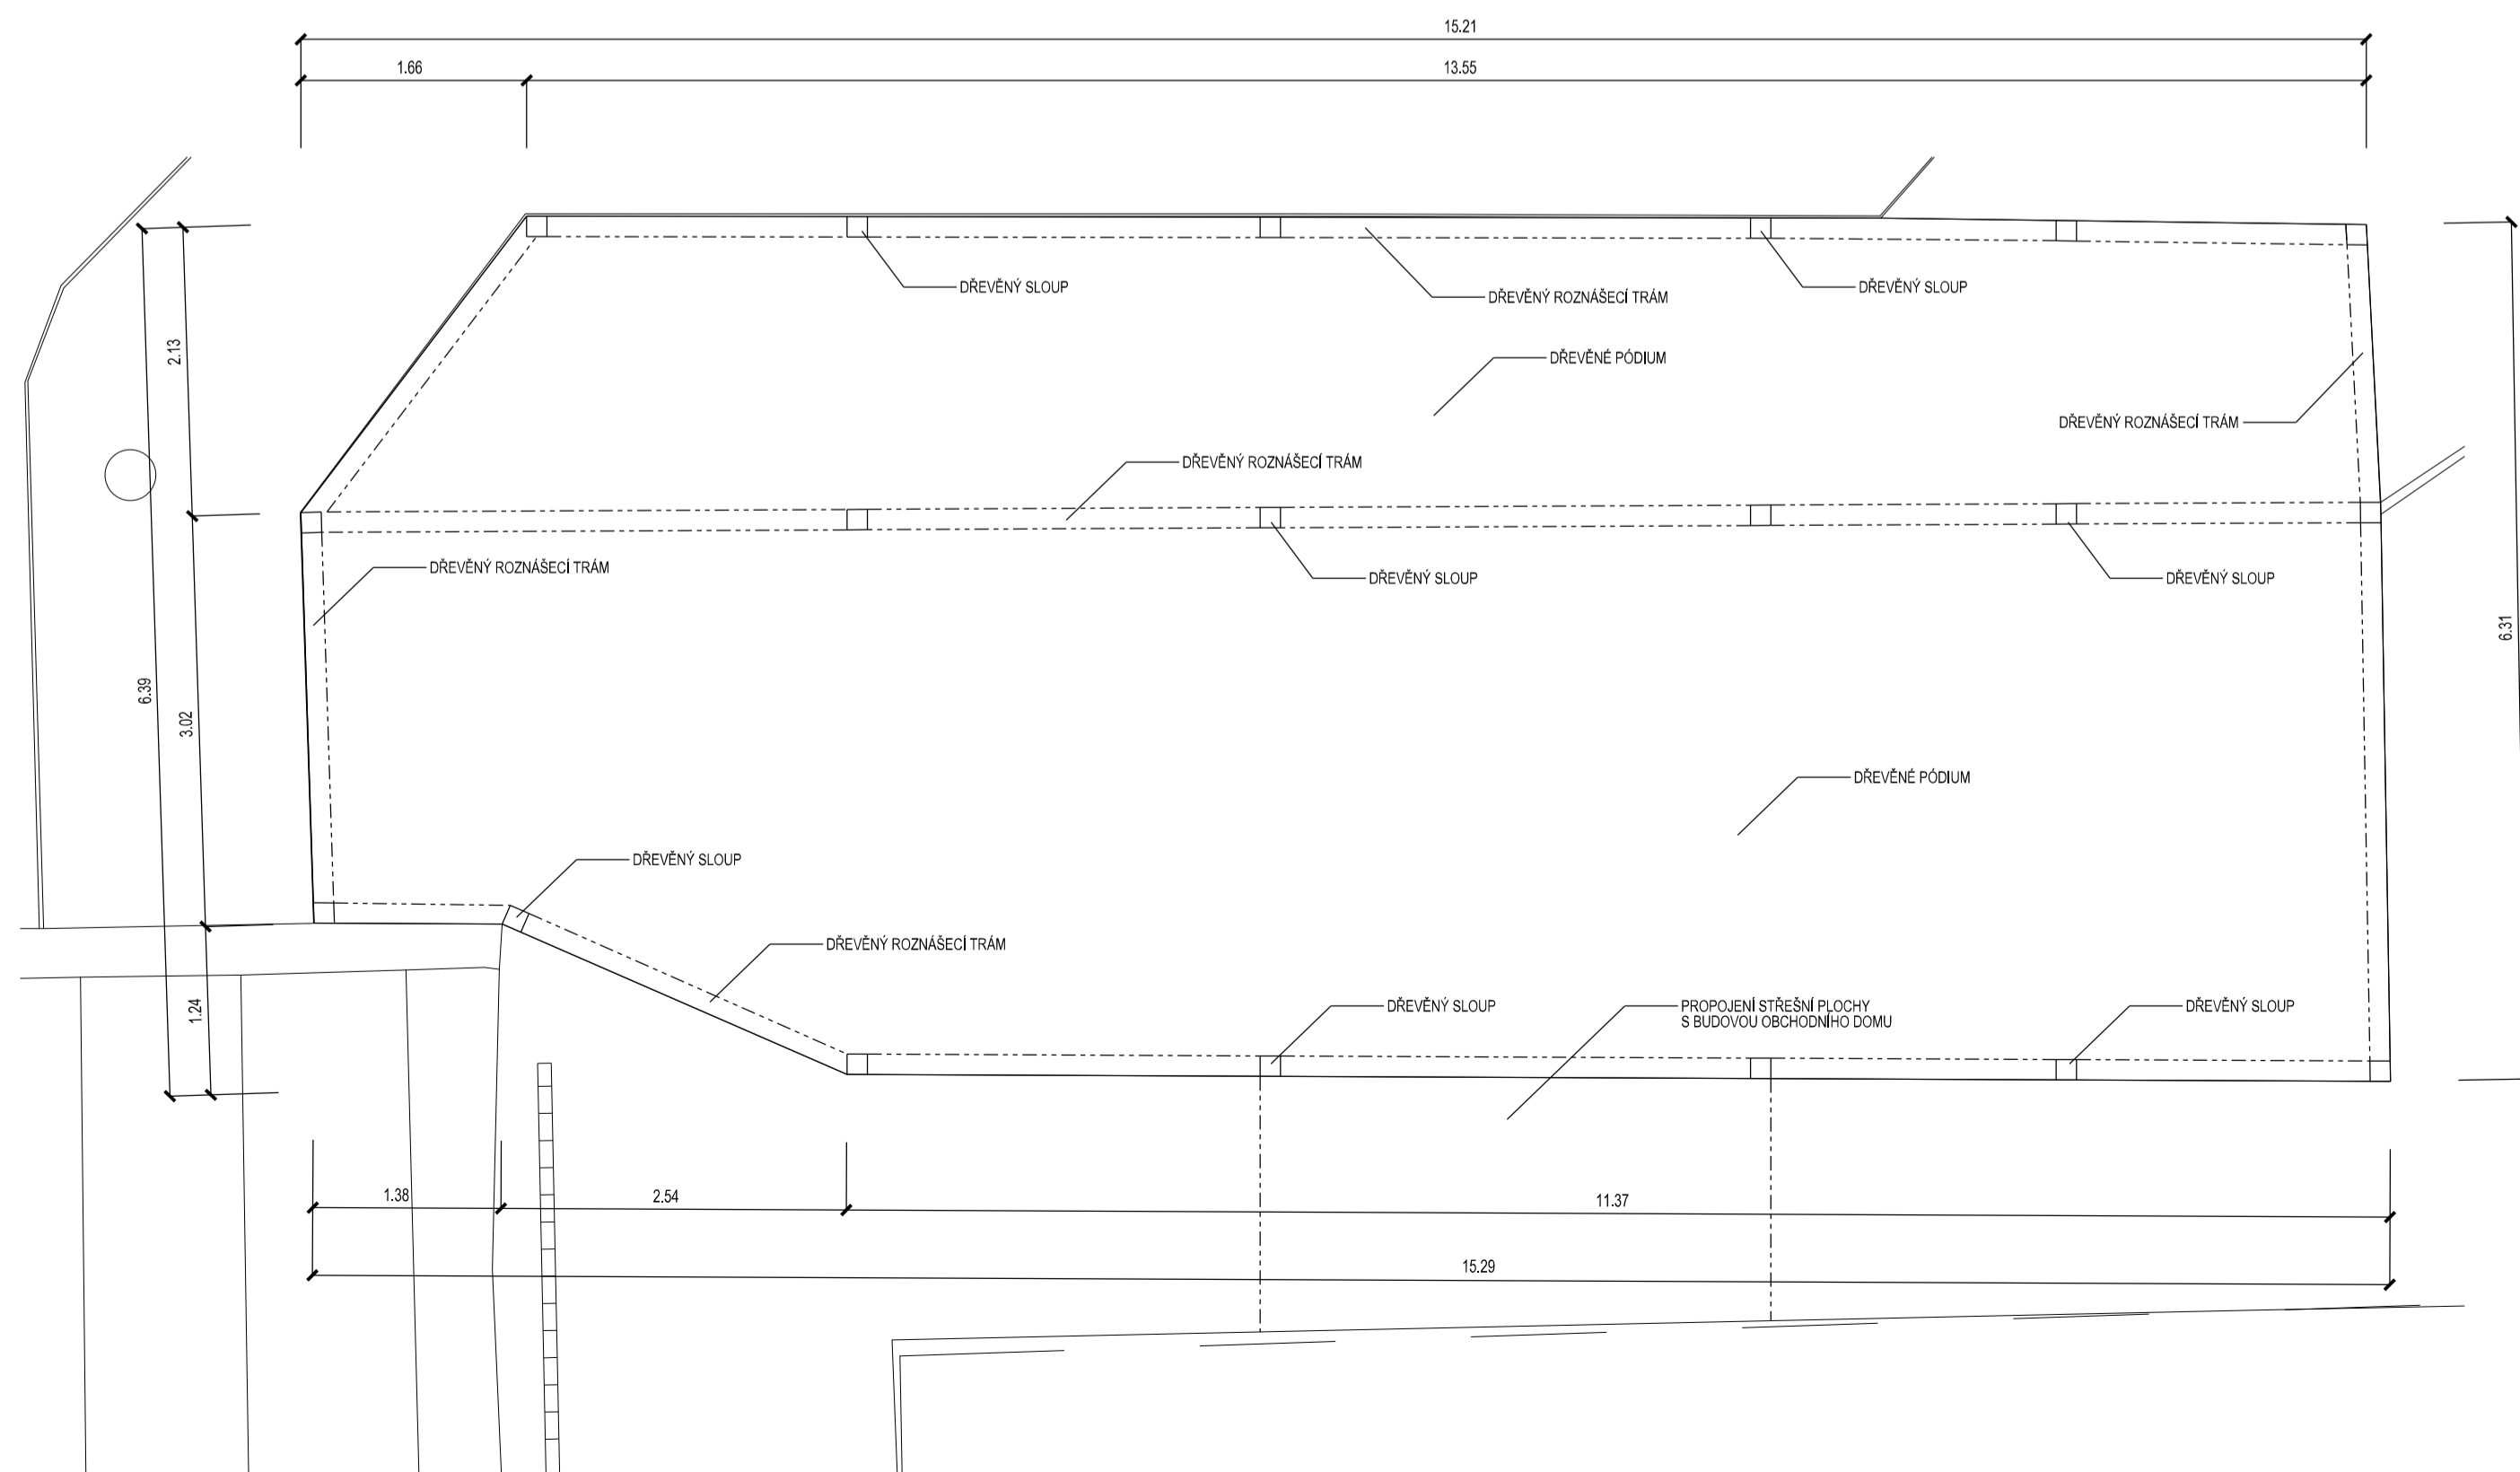 15.21
1.66
13.55
DŘEVĚNÝ SLOUP
DŘEVĚNÝ ROZNÁŠECÍ TRÁM
DŘEVĚNÝ SLOUP
2.13
DŘEVĚNÉ PÓDIUM
DŘEVĚNÝ ROZNÁŠECÍ TRÁM
DŘEVĚNÝ ROZNÁŠECÍ TRÁM
DŘEVĚNÝ ROZNÁŠECÍ TRÁM
DŘEVĚNÝ SLOUP
DŘEVĚNÝ SLOUP
6.31
6.39
3.02
DŘEVĚNÉ PÓDIUM
DŘEVĚNÝ SLOUP
DŘEVĚNÝ ROZNÁŠECÍ TRÁM
1.24
DŘEVĚNÝ SLOUP
PROPOJENÍ STŘEŠNÍ PLOCHY
S BUDOVOU OBCHODNÍHO DOMU
DŘEVĚNÝ SLOUP
1.38
2.54
11.37
15.29